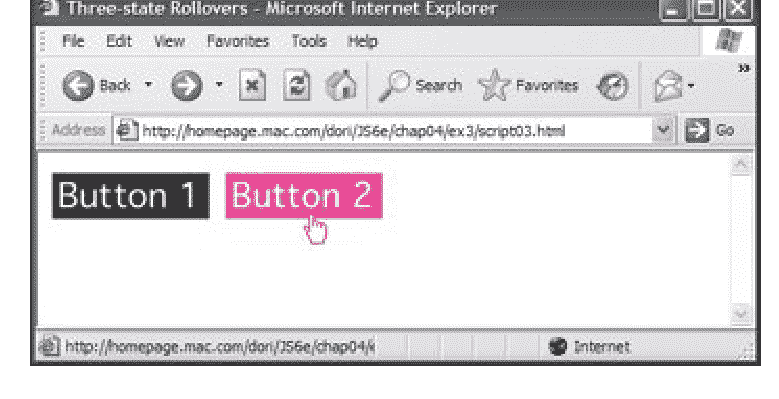 Three-state Rollovers - Microsoft Internet Explorer
File Edit View Favorites Tools Help
Back Search Favorites »
Address http://homepage.mac.com/dori/JS6e/chap04/ex3/script03.html Go
Button 1 Button 2
http://homepage.mac.com/dori/JS6e/chap04/e Internet